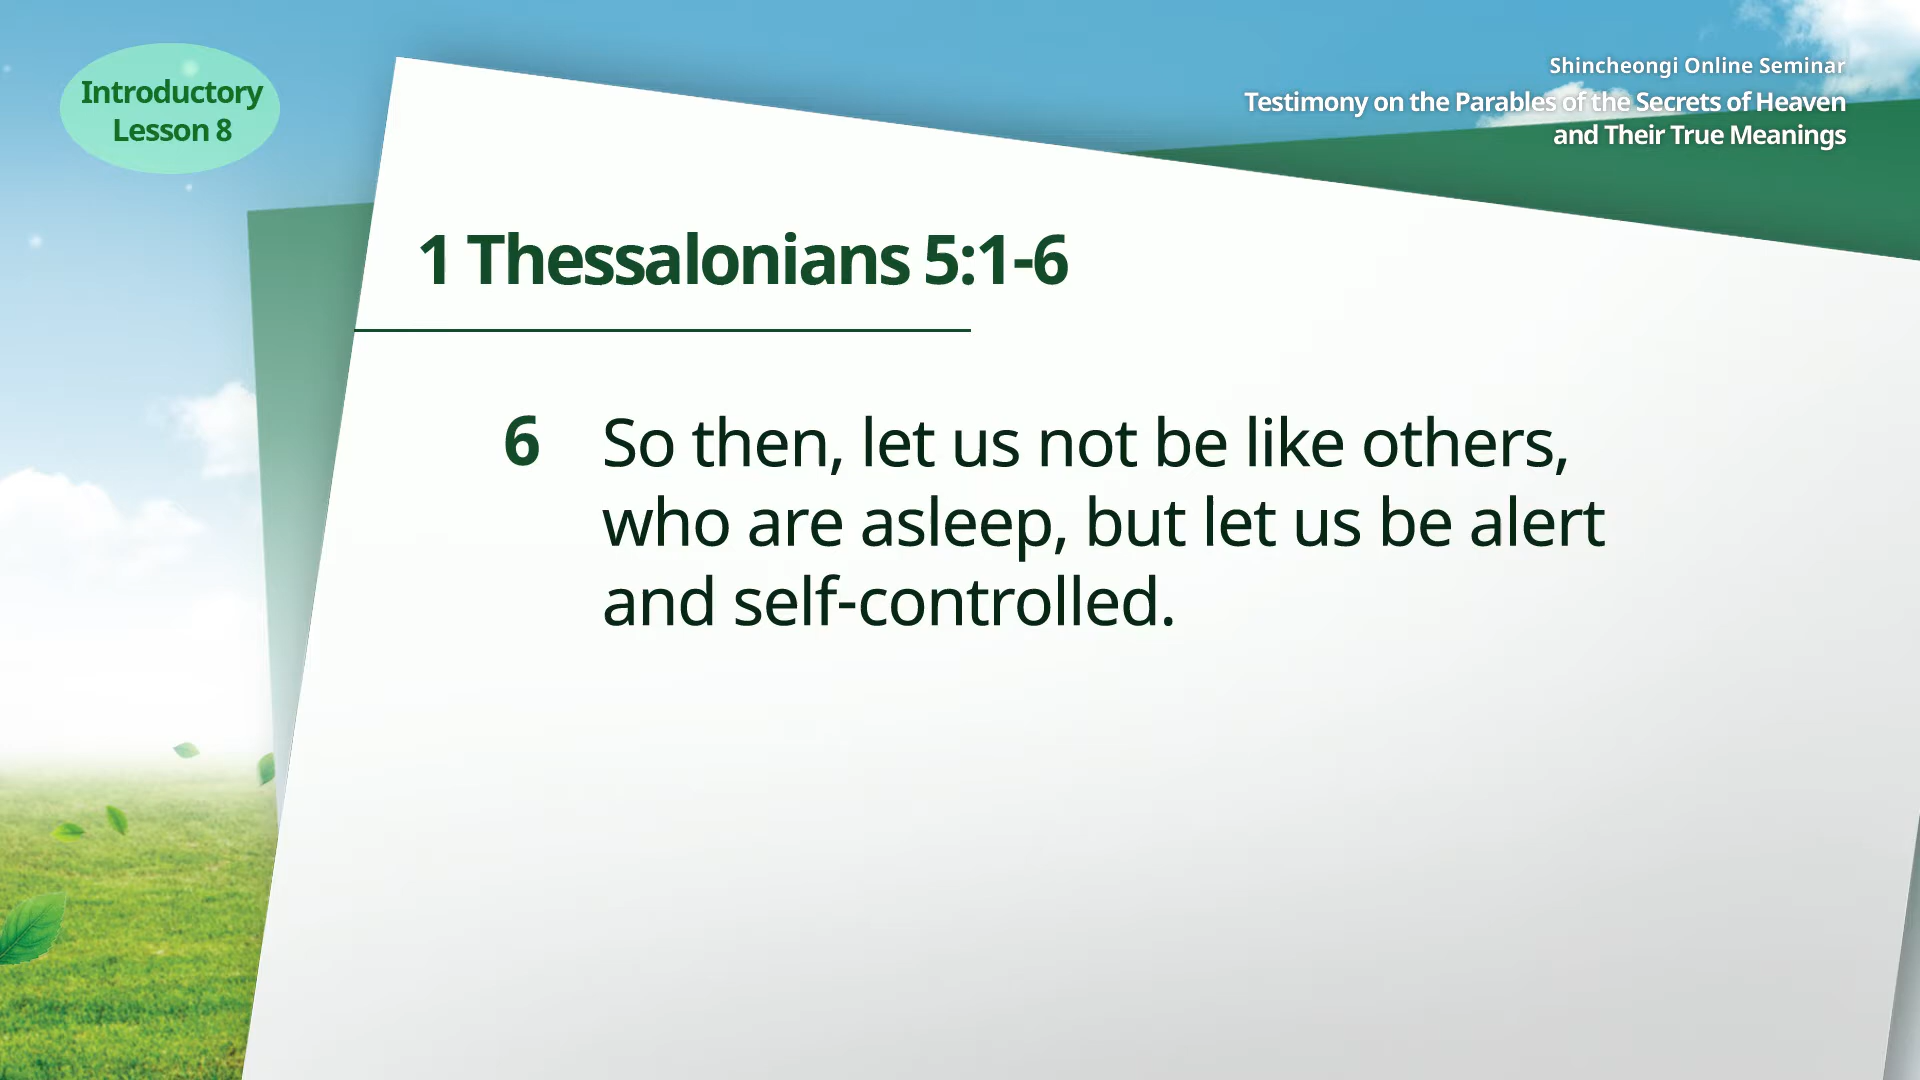 Introductory
Lesson 8
Shincheongi Online Seminar
Testimony on the Parables of the Secrets of Heaven
and Their True Meanings
1 Thessalonians 5:1-6
6 So then, let us not be like others,
who are asleep, but let us be alert
and self-controlled.